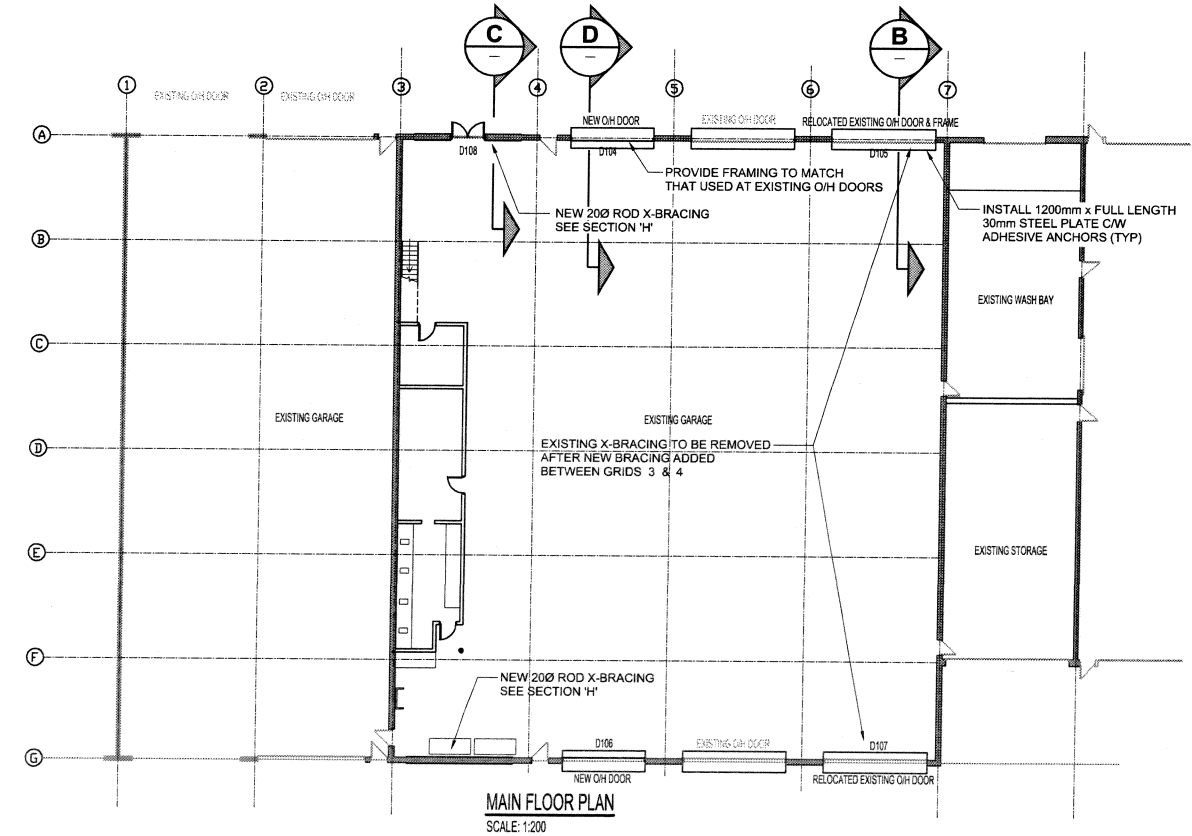 C
D
B
–
–
–
1
2
3
4
5
6
7
EXISTING O/H DOOR
EXISTING O/H DOOR
A
NEW O/H DOOR
EXISTING O/H DOOR
RELOCATED EXISTING O/H DOOR & FRAME
D108
D104
D105
PROVIDE FRAMING TO MATCH
THAT USED AT EXISTING O/H DOORS
NEW 20Ø ROD X-BRACING
SEE SECTION 'H'
INSTALL 1200mm x FULL LENGTH
30mm STEEL PLATE C/W
ADHESIVE ANCHORS (TYP)
B
EXISTING WASH BAY
C
EXISTING GARAGE
EXISTING GARAGE
D
EXISTING X-BRACING TO BE REMOVED
AFTER NEW BRACING ADDED
BETWEEN GRIDS 3 & 4
E
EXISTING STORAGE
F
NEW 20Ø ROD X-BRACING
SEE SECTION 'H'
G
D106
EXISTING O/H DOOR
D107
NEW O/H DOOR
RELOCATED EXISTING O/H DOOR
MAIN FLOOR PLAN
SCALE: 1:200